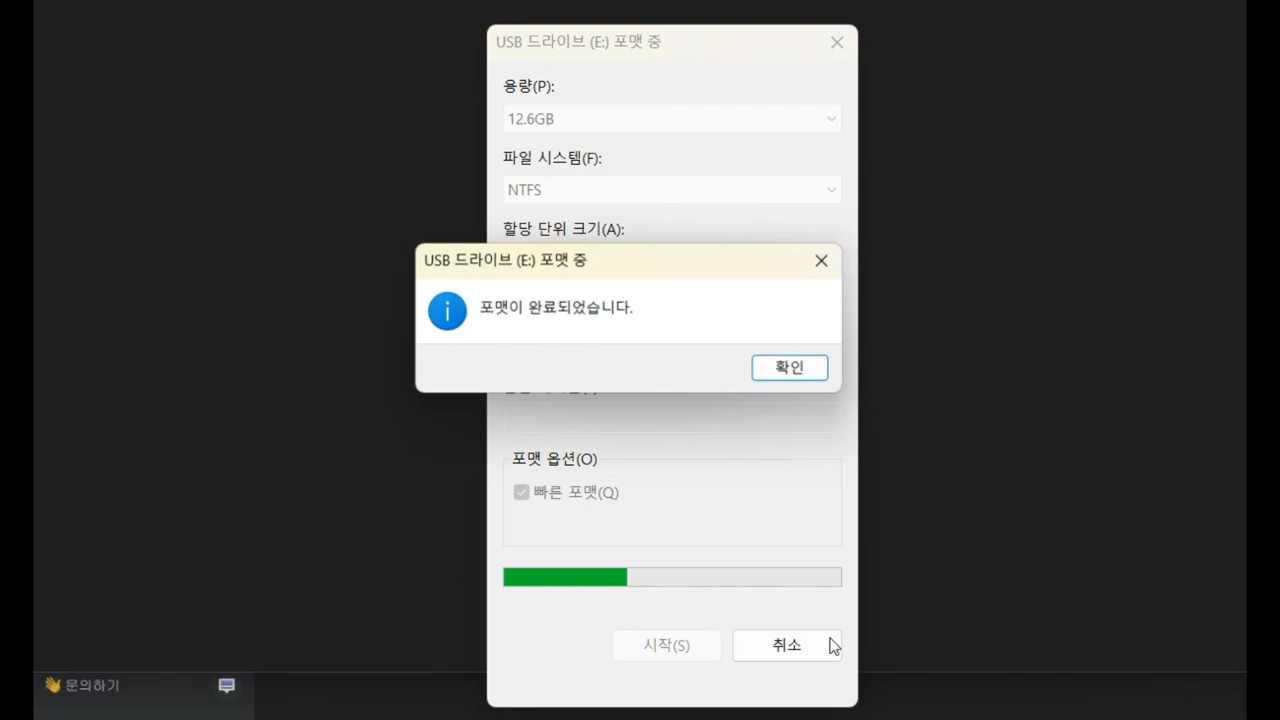 USB 드라이브 (E:) 포맷 중
용량(P):
12.6GB
파일 시스템(F):
NTFS
할당 단위 크기(A):
USB 드라이브 (E:) 포맷 중
포맷이 완료되었습니다.
확인
포맷 옵션(O)
빠른 포맷(Q)
시작(S)
취소
👋 문의하기